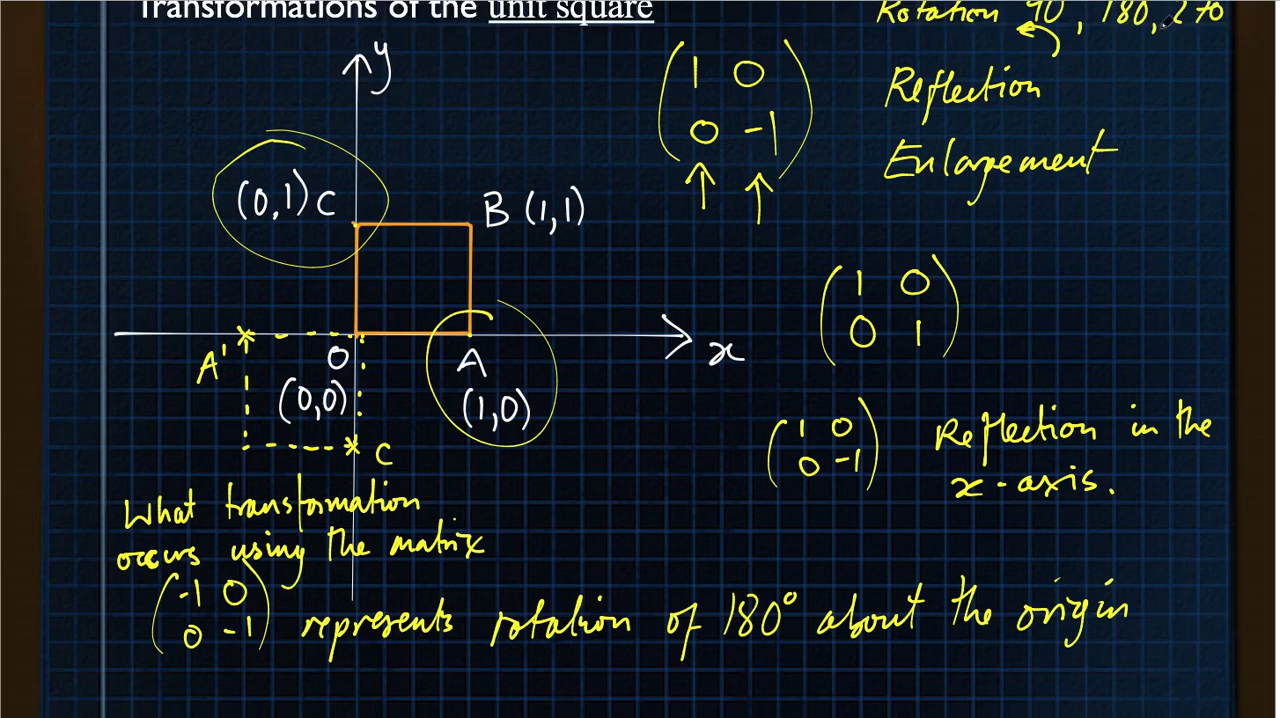 Transformations of the unit square
Rotation 90, 180, 270
y
( 1 0
0 -1 )
Reflection
Enlargement
(0,1) C
B (1,1)
( 1 0
0 1 )
A'
O
(0,0)
A
(1,0)
x
C
( 1 0
0 -1 ) Reflection in the
x-axis.
What transformation
occurs using the matrix
( -1 0
0 -1 ) represents rotation of 180° about the origin